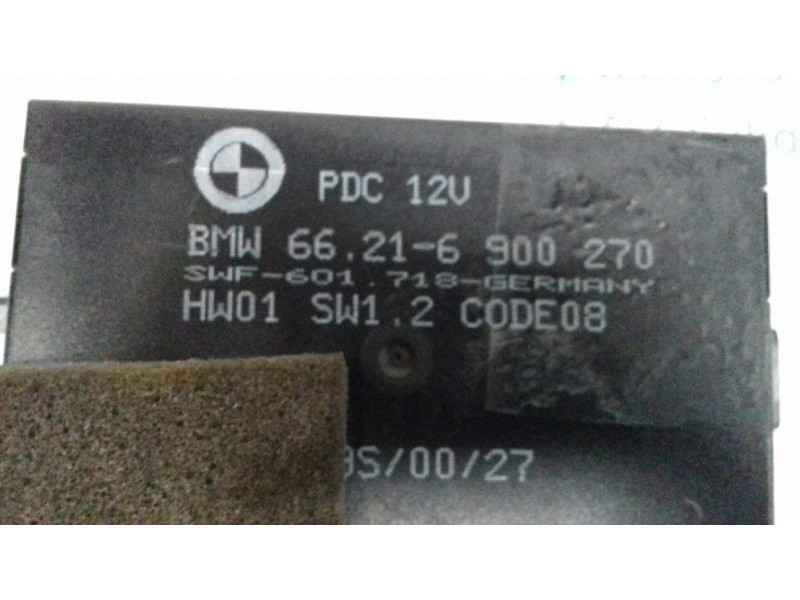 PDC 12V
BMW 66.21-6 900 270
SWF-601.718-GERMANY
HW01 SW1.2 CODE08
S/00/27